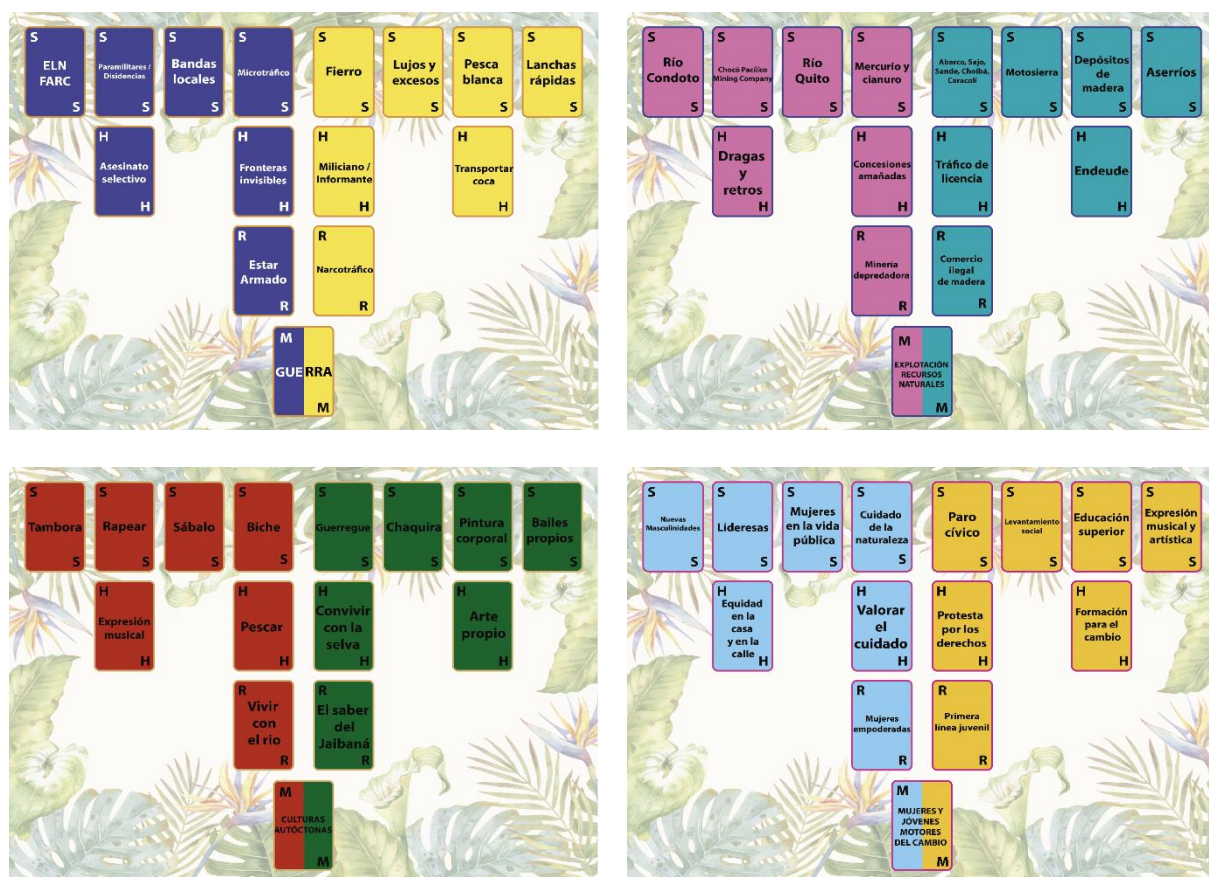 S
ELN
FARC
S
S
Paramilitares /
Disidencias
S
S
Bandas
locales
S
S
Microtráfico
S
S
Fierro
S
S
Lujos y
excesos
S
S
Pesca
blanca
S
S
Lanchas
rápidas
S
H
Asesinato
selectivo
H
H
Fronteras
invisibles
H
H
Miliciano /
Informante
H
H
Transportar
coca
H
R
Estar
Armado
R
R
Narcotráfico
R
M
GUERRA
M
S
Río
Condoto
S
S
Chocó Pacífico
Mining Company
S
S
Río
Quito
S
S
Mercurio y
cianuro
S
S
Abarco, Sajo,
Sande, Choibá,
Caracolí
S
S
Motosierra
S
S
Depósitos
de
madera
S
S
Aserríos
S
H
Dragas
y
retros
H
H
Concesiones
amañadas
H
H
Tráfico de
licencia
H
H
Endeude
H
R
Minería
depredadora
R
R
Comercio
ilegal
de madera
R
M
EXPLOTACIÓN
RECURSOS
NATURALES
M
S
Tambora
S
S
Rapear
S
S
Sábalo
S
S
Biche
S
S
Guerregue
S
S
Chaquira
S
S
Pintura
corporal
S
S
Bailes
propios
S
H
Expresión
musical
H
H
Pescar
H
H
Convivir
con la
selva
H
H
Arte
propio
H
R
Vivir
con
el rio
R
R
El saber
del
Jaibaná
R
M
CULTURAS
AUTÓCTONAS
M
S
Nuevas
Masculinidades
S
S
Lideresas
S
S
Mujeres
en la vida
pública
S
S
Cuidado
de la
naturaleza
S
S
Paro
cívico
S
S
Levantamiento
social
S
S
Educación
superior
S
S
Expresión
musical y
artística
S
H
Equidad
en la
casa
y en la
calle
H
H
Valorar
el
cuidado
H
H
Protesta
por los
derechos
H
H
Formación
para el
cambio
H
R
Mujeres
empoderadas
R
R
Primera
línea juvenil
R
M
MUJERES Y
JÓVENES
MOTORES
DEL CAMBIO
M